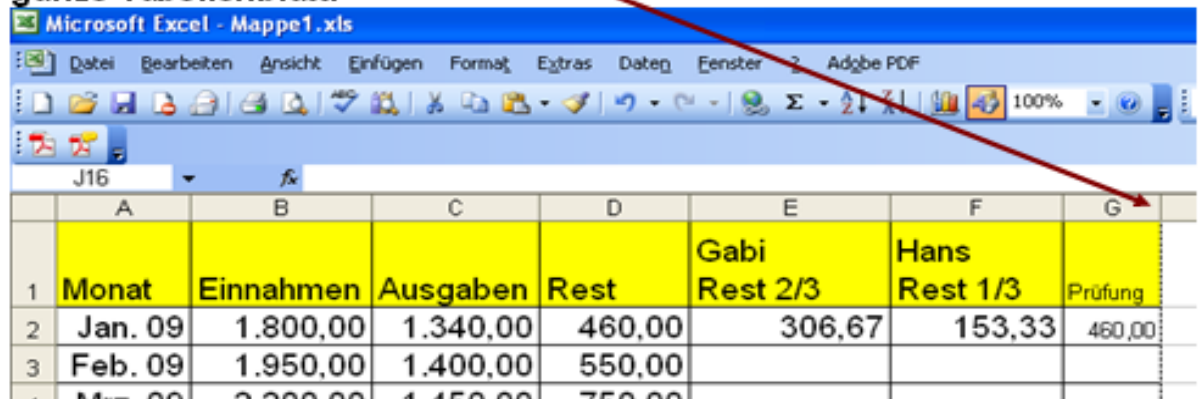 Microsoft Excel - Mappe1.xls
Datei Bearbeiten Ansicht Einfügen Format Extras Daten Fenster ? Adobe PDF
100%
J16 fx
A B C D E F G
Gabi Hans
1 Monat Einnahmen Ausgaben Rest Rest 2/3 Rest 1/3 Prüfung
2 Jan. 09 1.800,00 1.340,00 460,00 306,67 153,33 460,00
3 Feb. 09 1.950,00 1.400,00 550,00